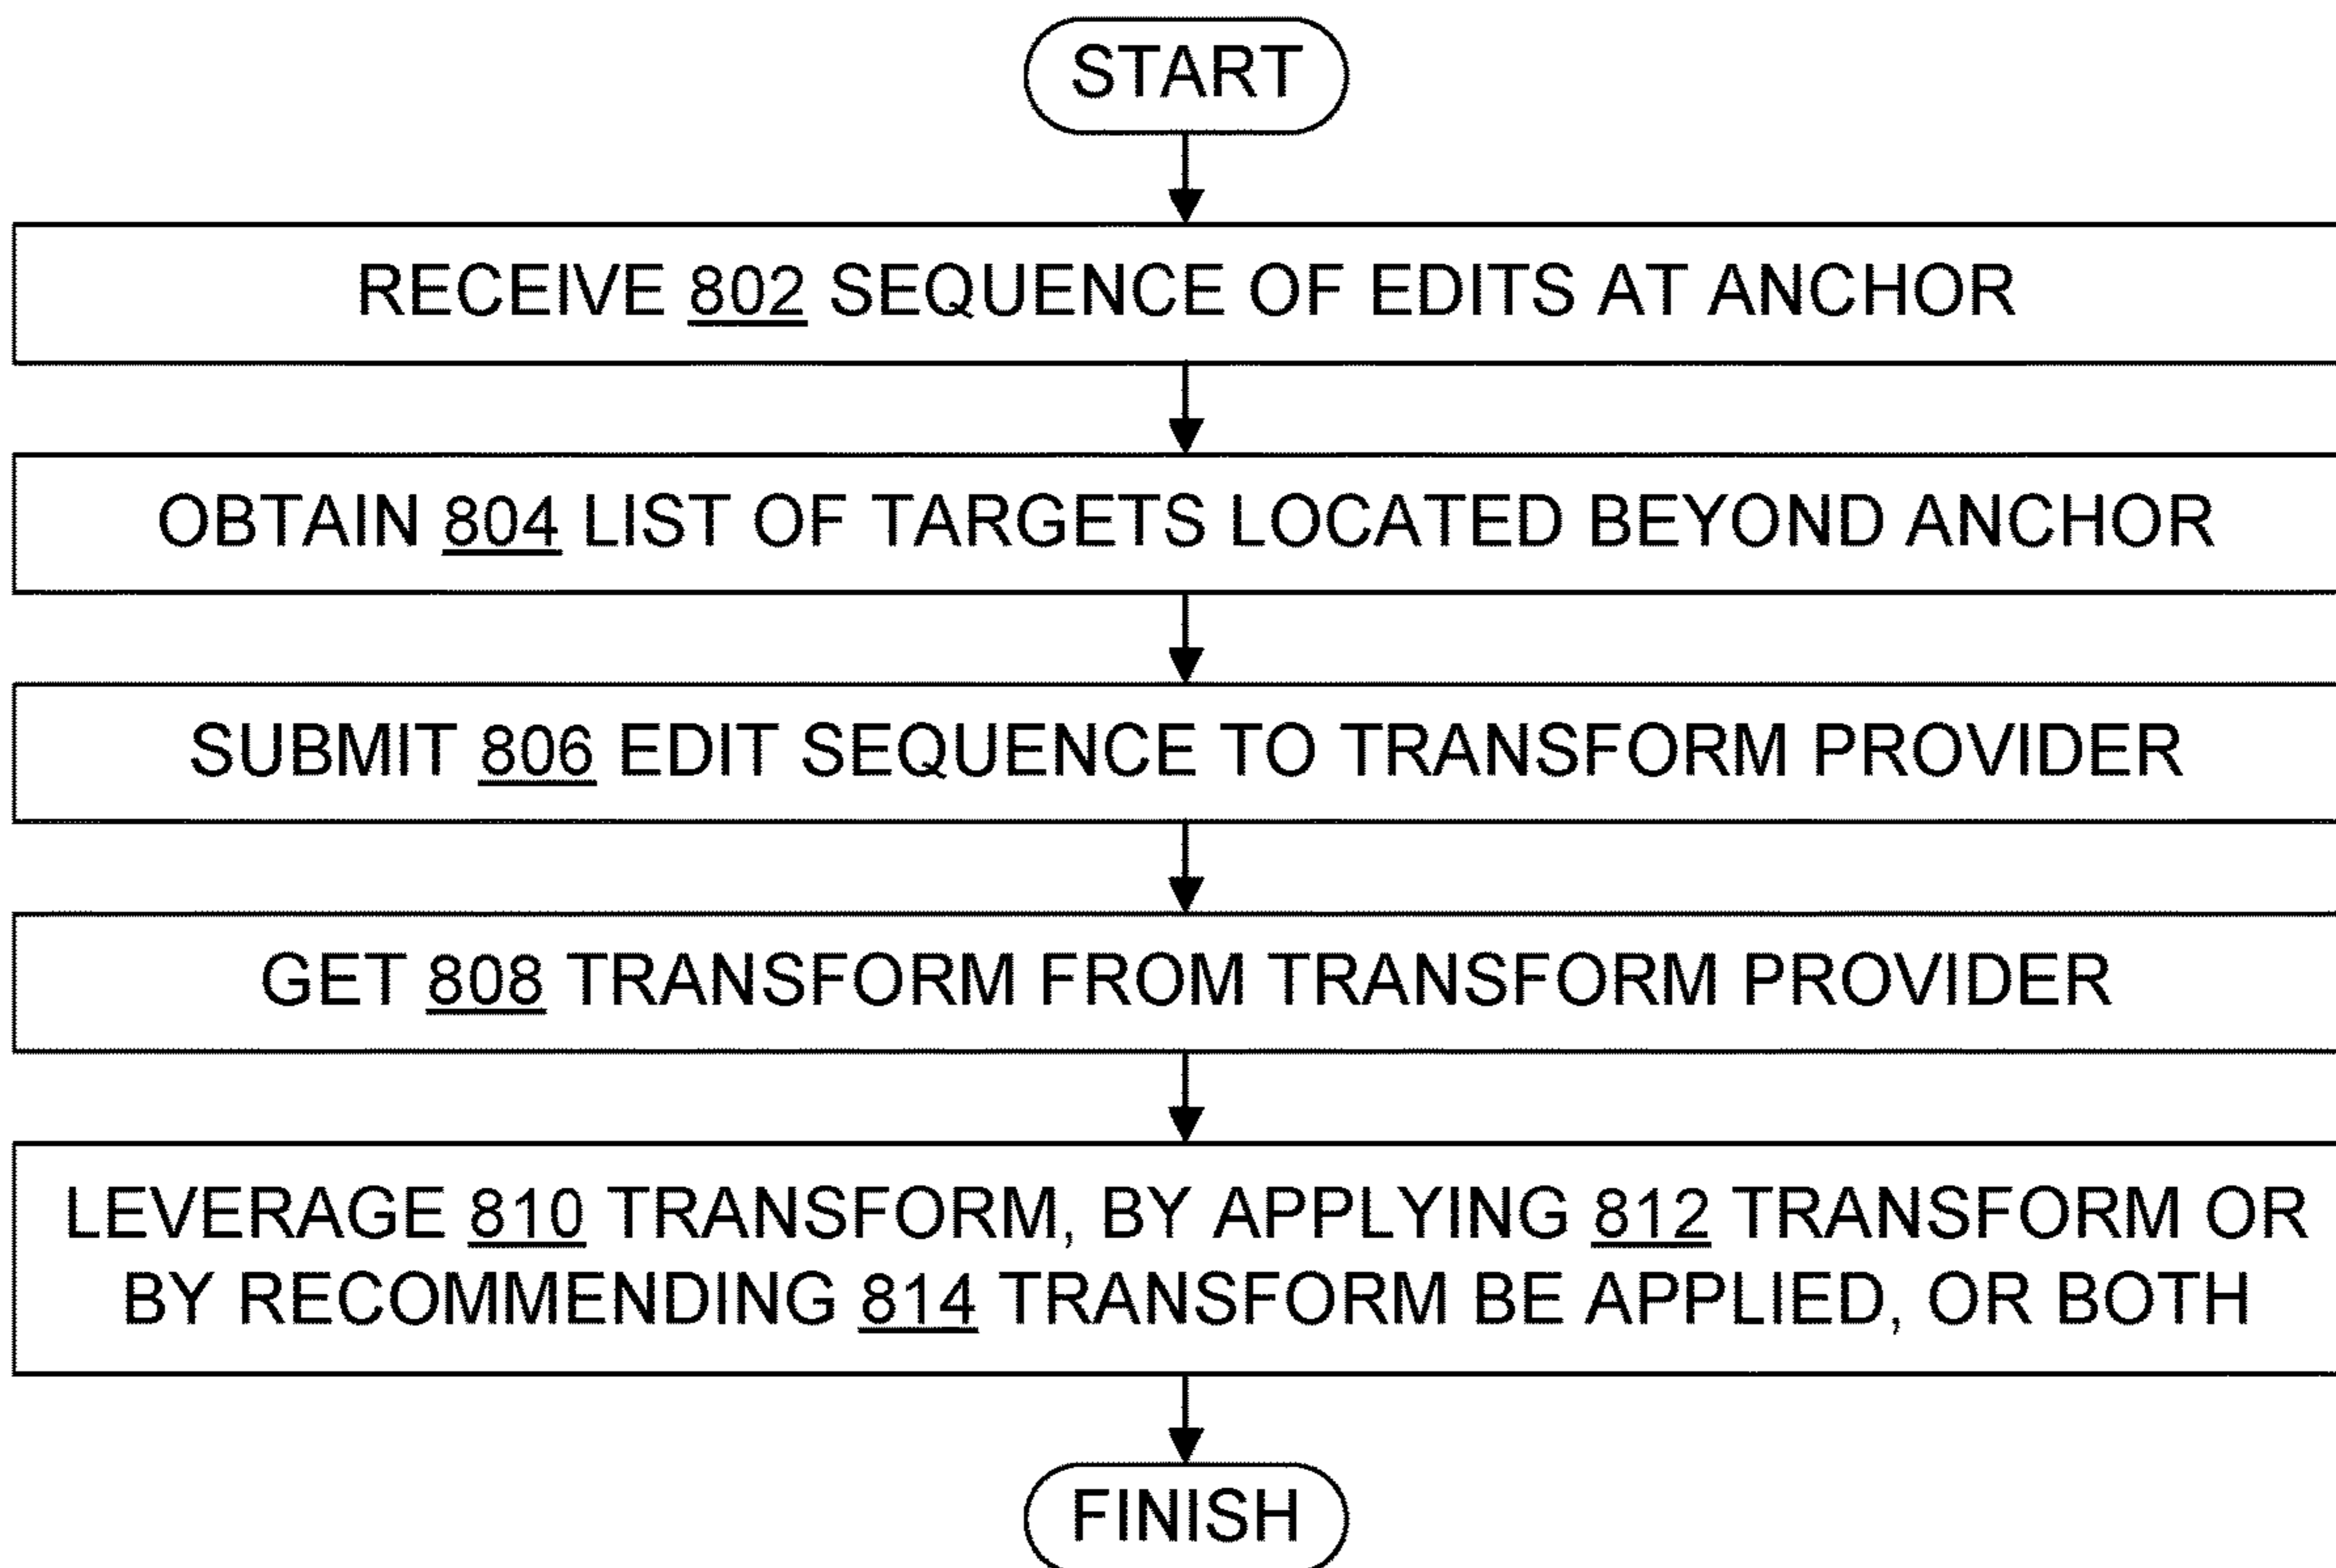 START
RECEIVE 802 SEQUENCE OF EDITS AT ANCHOR
OBTAIN 804 LIST OF TARGETS LOCATED BEYOND ANCHOR
SUBMIT 806 EDIT SEQUENCE TO TRANSFORM PROVIDER
GET 808 TRANSFORM FROM TRANSFORM PROVIDER
LEVERAGE 810 TRANSFORM, BY APPLYING 812 TRANSFORM OR
BY RECOMMENDING 814 TRANSFORM BE APPLIED, OR BOTH
FINISH